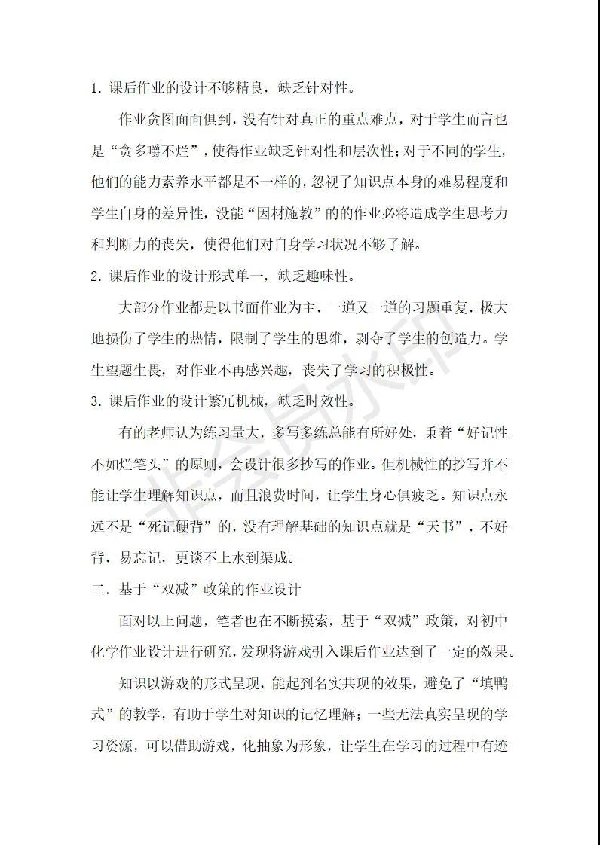 1. 课后作业的设计不够精良，缺乏针对性。
作业贪图面面俱到，没有针对真正的重点难点，对于学生而言也
是“贪多嚼不烂”，使得作业缺乏针对性和层次性；对于不同的学生，
他们的能力素养水平都是不一样的，忽视了知识点本身的难易程度和
学生自身的差异性，没能“因材施教”的的作业必将造成学生思考力
和判断力的丧失，使得他们对自身学习状况不够了解。
2. 课后作业的设计形式单一，缺乏趣味性。
大部分作业都是以书面作业为主，一道又一道的习题重复，极大
地损伤了学生的热情，限制了学生的思维，剥夺了学生的创造力。学
生望题生畏，对作业不再感兴趣，丧失了学习的积极性。
3. 课后作业的设计繁冗机械，缺乏时效性。
有的老师认为练习量大，多写多练总能有所好处，秉着“好记性
不如烂笔头”的原则，会设计很多抄写的作业。但机械性的抄写并不
能让学生理解知识点，而且浪费时间，让学生身心俱疲乏。知识点永
远不是“死记硬背”的，没有理解基础的知识点就是“天书”，不好
背，易忘记，更谈不上水到渠成。
二．基于“双减”政策的作业设计
面对以上问题，笔者也在不断摸索，基于“双减”政策，对初中
化学作业设计进行研究，发现将游戏引入课后作业达到了一定的效果。
知识以游戏的形式呈现，能起到名实共现的效果，避免了“填鸭
式”的教学，有助于学生对知识的记忆理解；一些无法真实呈现的学
习资源，可以借助游戏，化抽象为形象，让学生在学习的过程中有迹
非会员水印